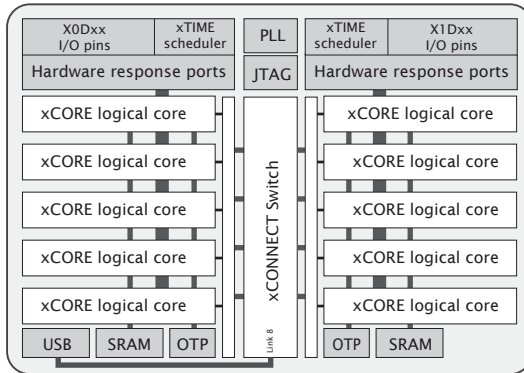 X0Dxx
I/O pins
xTIME
scheduler
PLL
xTIME
scheduler
X1Dxx
I/O pins
Hardware response ports
JTAG
Hardware response ports
xCORE logical core
xCORE logical core
xCORE logical core
xCORE logical core
xCORE logical core
USB
SRAM
OTP
xCONNECT Switch
Link 8
xCORE logical core
xCORE logical core
xCORE logical core
xCORE logical core
xCORE logical core
OTP
SRAM